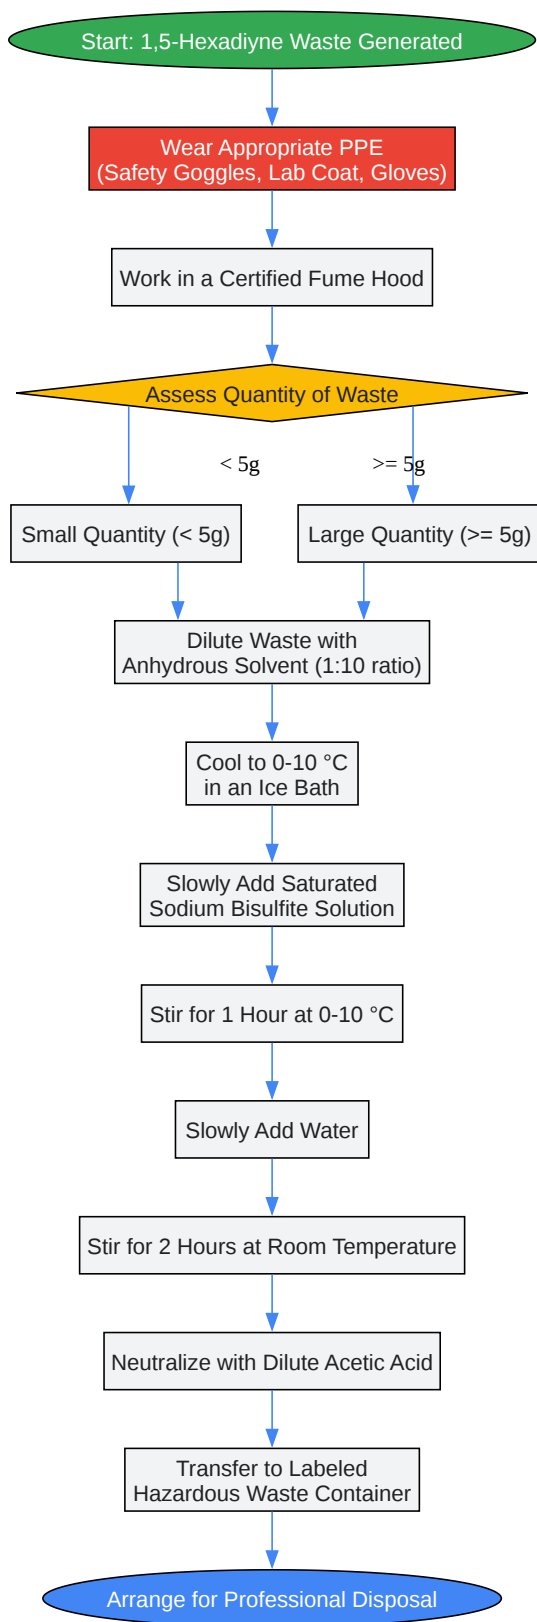 Start: 1,5-Hexadiyne Waste Generated
Wear Appropriate PPE
(Safety Goggles, Lab Coat, Gloves)
Work in a Certified Fume Hood
Assess Quantity of Waste
< 5g
>= 5g
Small Quantity (< 5g)
Large Quantity (>= 5g)
Dilute Waste with
Anhydrous Solvent (1:10 ratio)
Cool to 0-10 °C
in an Ice Bath
Slowly Add Saturated
Sodium Bisulfite Solution
Stir for 1 Hour at 0-10 °C
Slowly Add Water
Stir for 2 Hours at Room Temperature
Neutralize with Dilute Acetic Acid
Transfer to Labeled
Hazardous Waste Container
Arrange for Professional Disposal